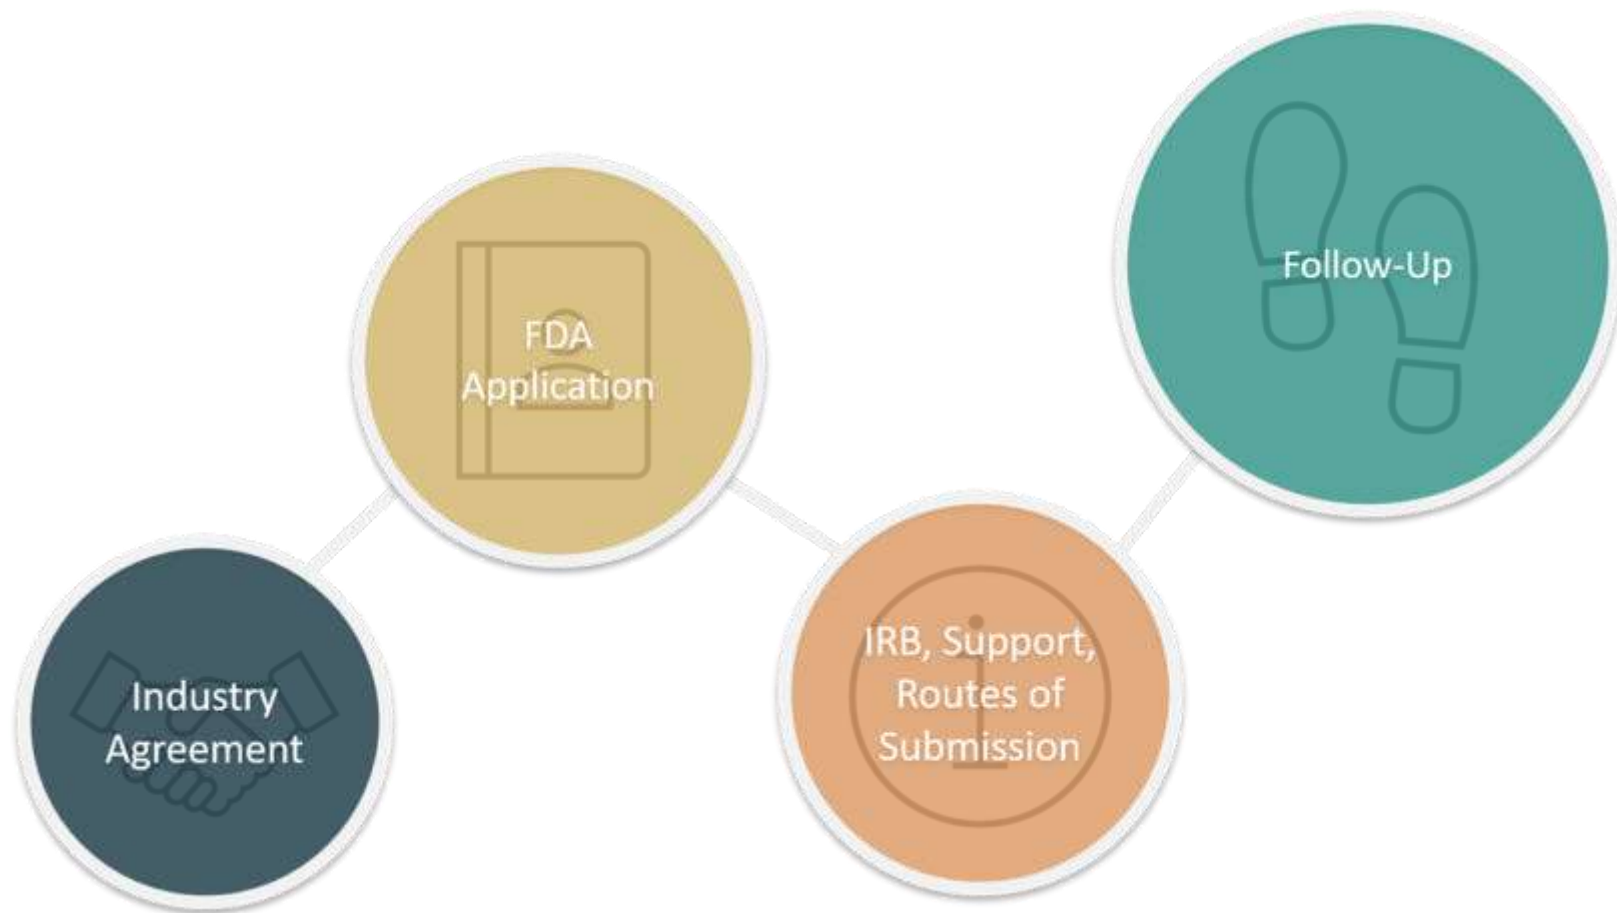 Industry
Agreement
FDA
Application
IRB, Support,
Routes of
Submission
Follow-Up